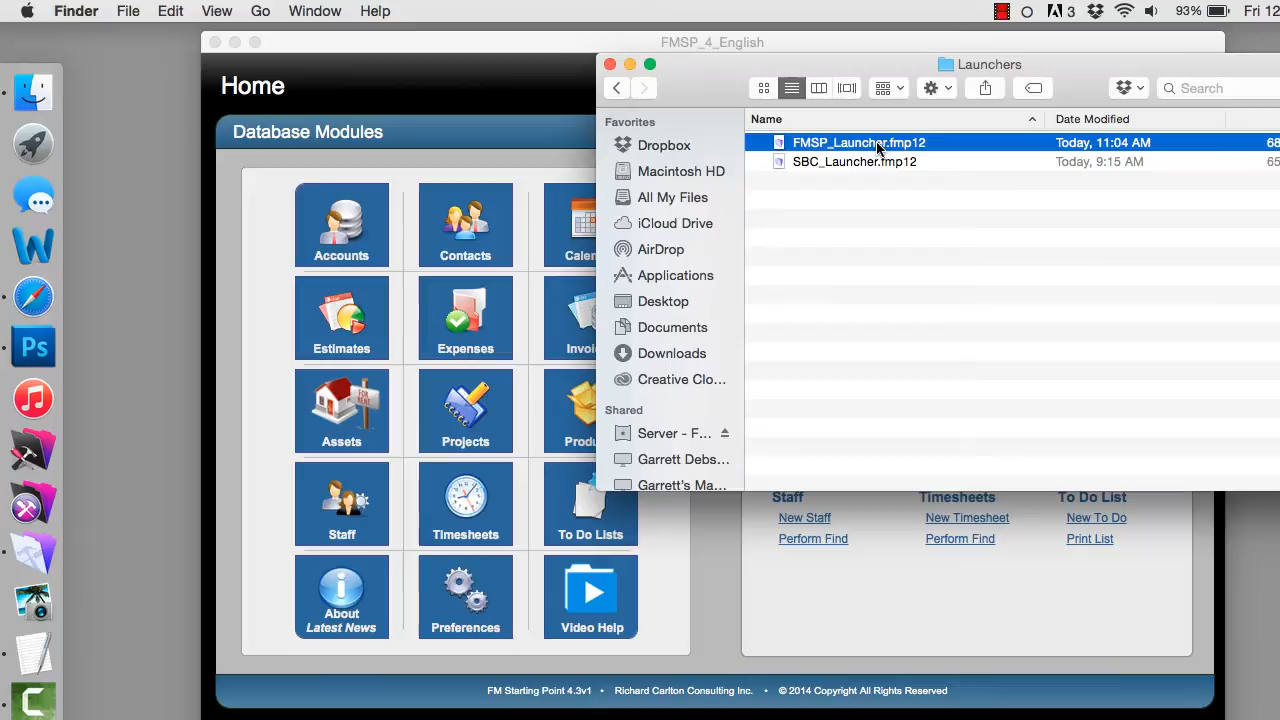 Finder File Edit View Go Window Help 3 93% Fri 12
FMSP_4_English
Home
Database Modules
Accounts Contacts
Estimates Expenses
Assets Projects
Staff Timesheets To Do Lists
About
Latest News Preferences Video Help
Launchers
Search
Favorites
Dropbox
Macintosh HD
All My Files
iCloud Drive
AirDrop
Applications
Desktop
Documents
Downloads
Creative Clo...
Shared
Server - F...
Garrett Debs...
Garrett's Ma...
Name Date Modified
FMSP_Launcher.fmp12 Today, 11:04 AM 68
SBC_Launcher.fmp12 Today, 9:15 AM 65
Staff Timesheets To Do List
New Staff New Timesheet New To Do
Perform Find Perform Find Print List
FM Starting Point 4.3v1 • Richard Carlton Consulting Inc. • © 2014 Copyright All Rights Reserved
Ps